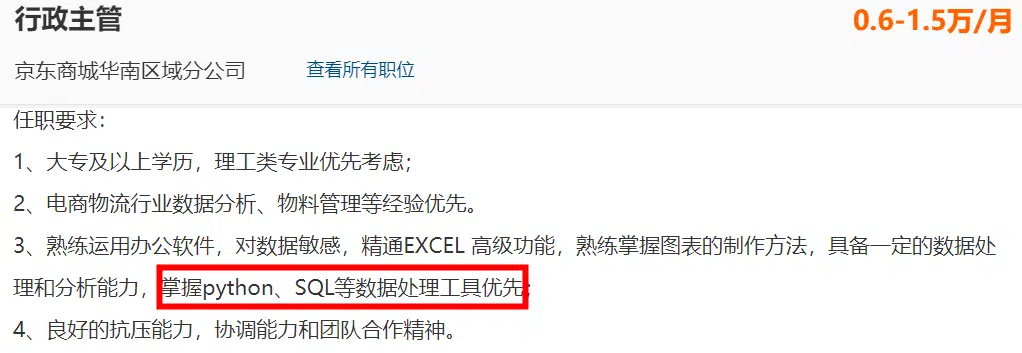 行政主管
0.6-1.5万/月
京东商城华南区域分公司 查看所有职位
任职要求：
1、大专及以上学历，理工类专业优先考虑；
2、电商物流行业数据分析、物料管理等经验优先。
3、熟练运用办公软件，对数据敏感，精通EXCEL 高级功能，熟练掌握图表的制作方法，具备一定的数据处
理和分析能力，掌握python、SQL等数据处理工具优先；
4、良好的抗压能力，协调能力和团队合作精神。